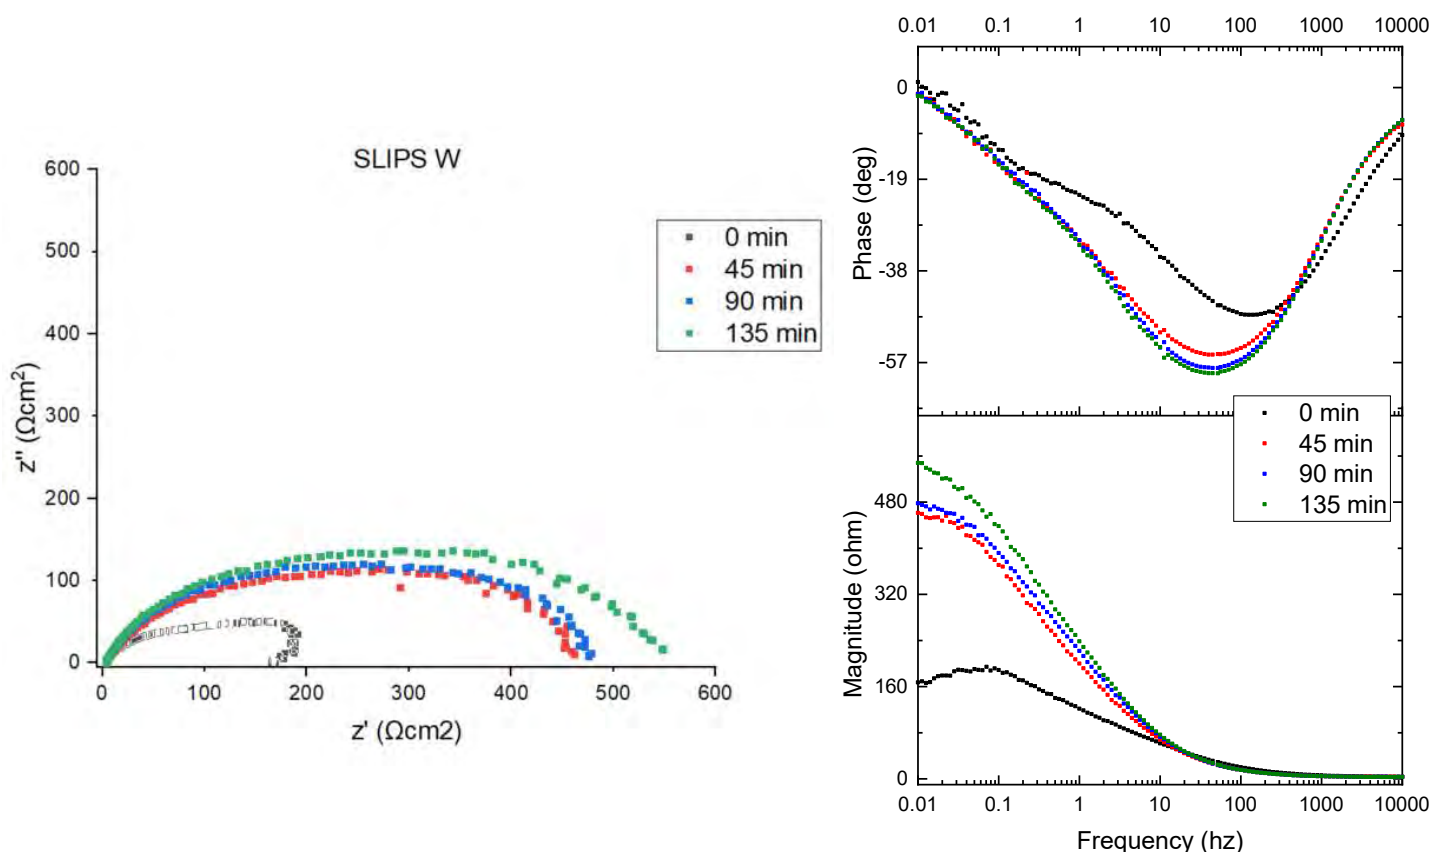 SLIPS W
600
500
400
300
200
100
0
z'' (Ωcm²)
0 100 200 300 400 500 600
z' (Ωcm2)
0 min
45 min
90 min
135 min
0.01 0.1 1 10 100 1000 10000
0
-19
-38
-57
Phase (deg)
0 min
45 min
90 min
135 min
480
320
160
0
Magnitude (ohm)
0.01 0.1 1 10 100 1000 10000
Frequency (hz)